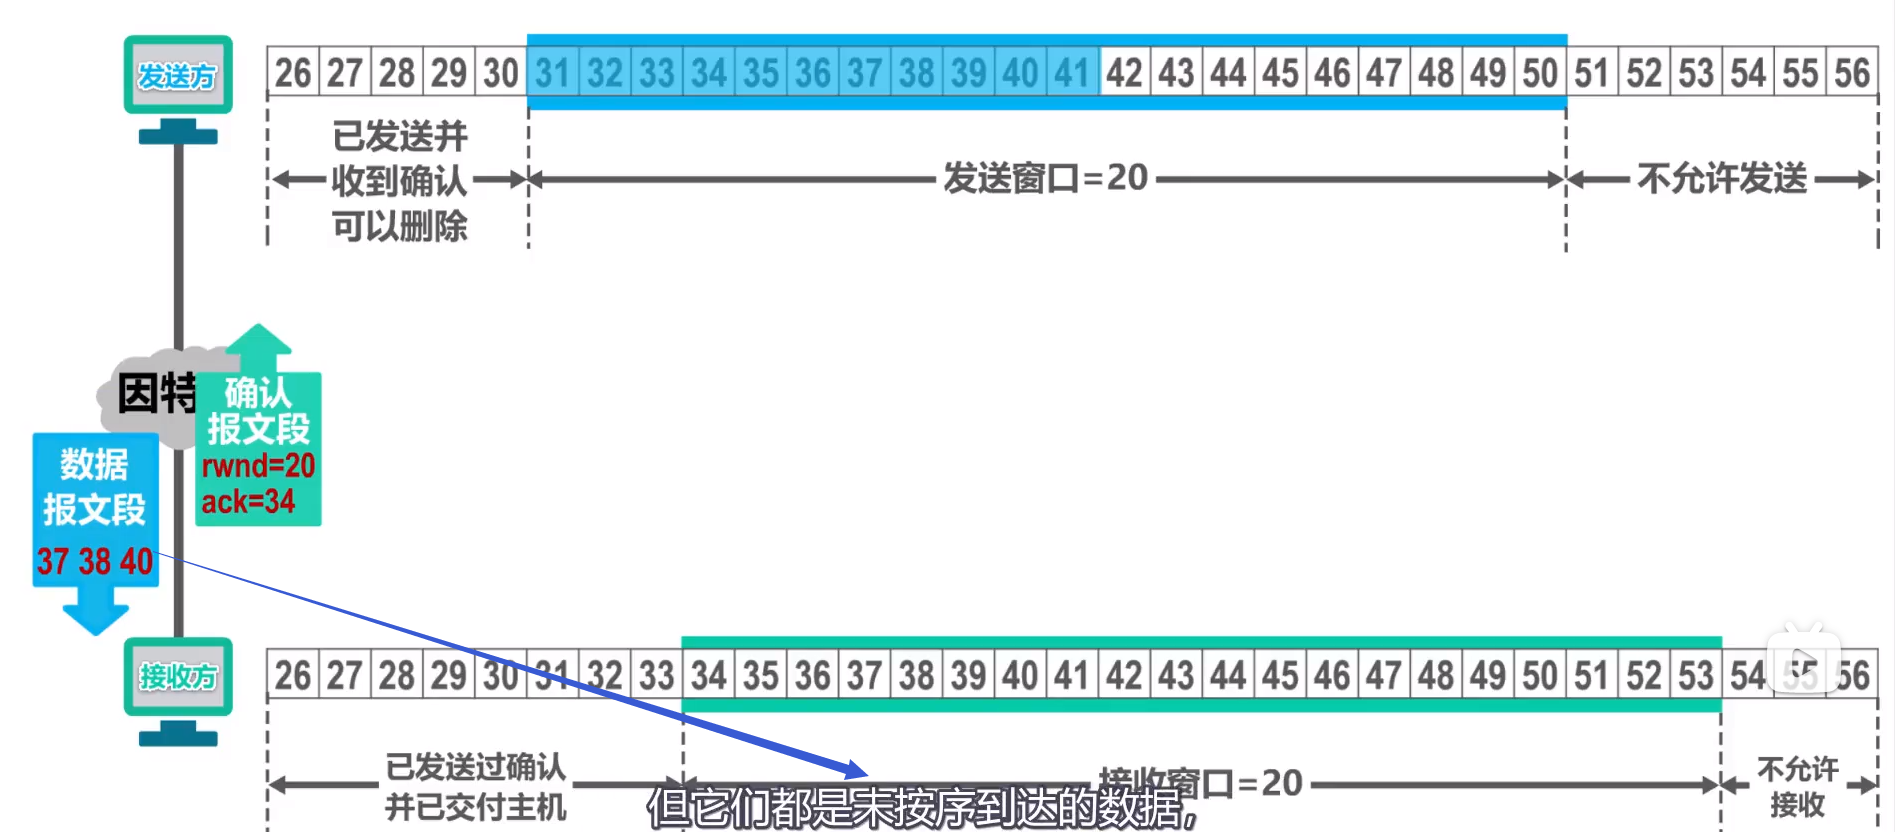 发送方
26 27 28 29 30 31 32 33 34 35 36 37 38 39 40 41 42 43 44 45 46 47 48 49 50 51 52 53 54 55 56
已发送并
收到确认
可以删除
发送窗口=20
不允许发送
因特
确认
报文段
rwnd=20
ack=34
数据
报文段
37 38 40
接收方
26 27 28 29 30 31 32 33 34 35 36 37 38 39 40 41 42 43 44 45 46 47 48 49 50 51 52 53 54 55 56
已发送过确认
并已交付主机
接收窗口=20
不允许
接收
但它们都是未按序到达的数据,